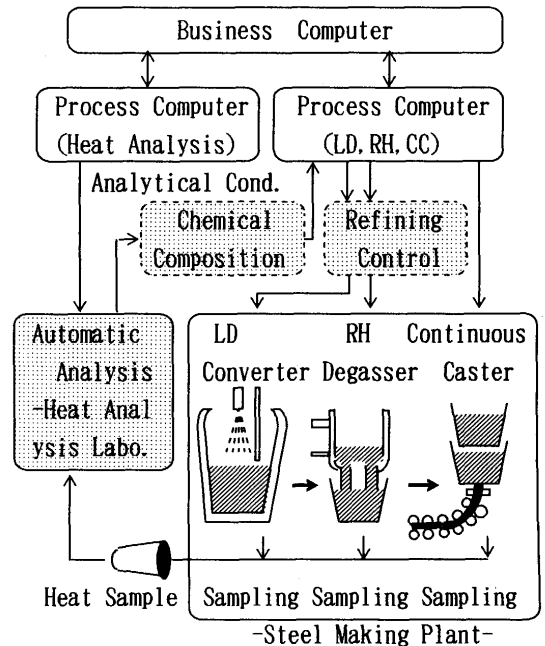 Business Computer
Process Computer
(Heat Analysis)
Process Computer
(LD, RH, CC)
Analytical Cond.
Chemical
Composition
Refining
Control
Automatic
Analysis
-Heat Anal
ysis Labo.
LD
Converter
RH
Degasser
Continuous
Caster
Heat Sample
Sampling Sampling Sampling
-Steel Making Plant-